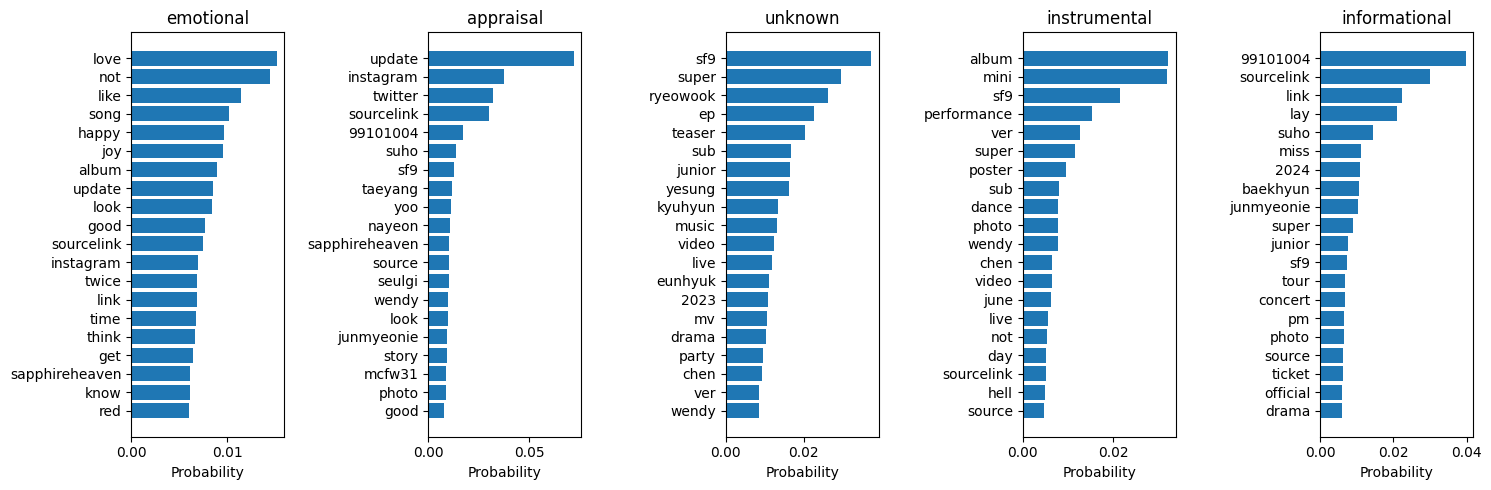 emotional
love
not
like
song
happy
joy
album
update
look
good
sourcelink
instagram
twice
link
time
think
get
sapphireheaven
know
red
0.00 0.01
Probability
appraisal
update
instagram
twitter
sourcelink
99101004
suho
sf9
taeyang
yoo
nayeon
sapphireheaven
source
seulgi
wendy
look
junmyeonie
story
mcfw31
photo
good
0.00 0.05
Probability
unknown
sf9
super
ryeowook
ep
teaser
sub
junior
yesung
kyuhyun
music
video
live
eunhyuk
2023
mv
drama
party
chen
ver
wendy
0.00 0.02
Probability
instrumental
album
mini
sf9
performance
ver
super
poster
sub
dance
photo
wendy
chen
video
june
live
not
day
sourcelink
hell
source
0.00 0.02
Probability
informational
99101004
sourcelink
link
lay
suho
miss
2024
baekhyun
junmyeonie
super
junior
sf9
tour
concert
pm
photo
source
ticket
official
drama
0.00 0.02 0.04
Probability